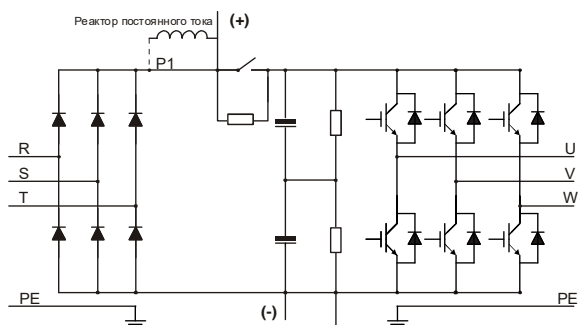 Реактор постоянного тока
(+)
P1
R
U
S
V
T
W
PE
(-)
PE